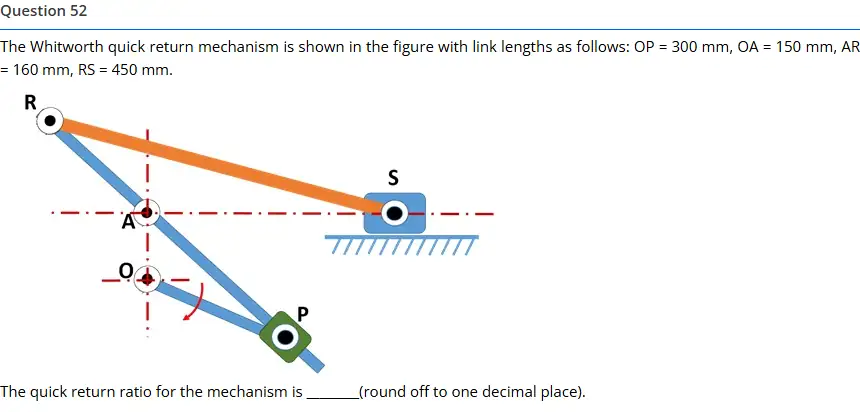 Question 52
The Whitworth quick return mechanism is shown in the figure with link lengths as follows: OP = 300 mm, OA = 150 mm, AR
= 160 mm, RS = 450 mm.
R
S
A
O
P
The quick return ratio for the mechanism is _______(round off to one decimal place).